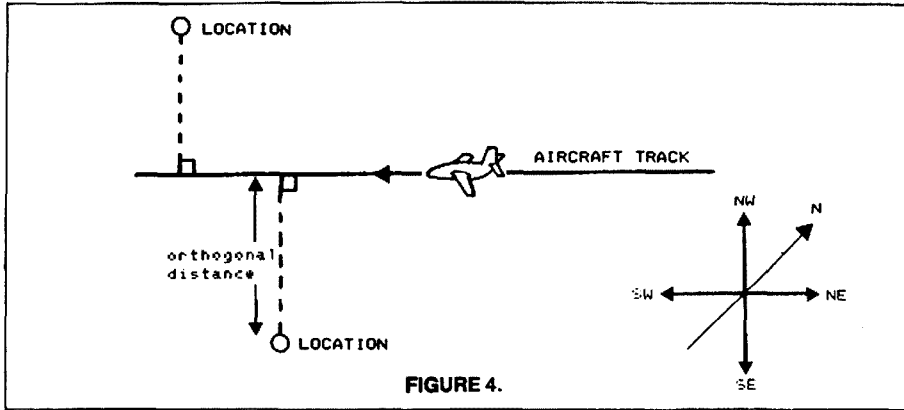 LOCATION
AIRCRAFT TRACK
NW
N
orthogonal
distance
SW
NE
LOCATION
SE
FIGURE 4.